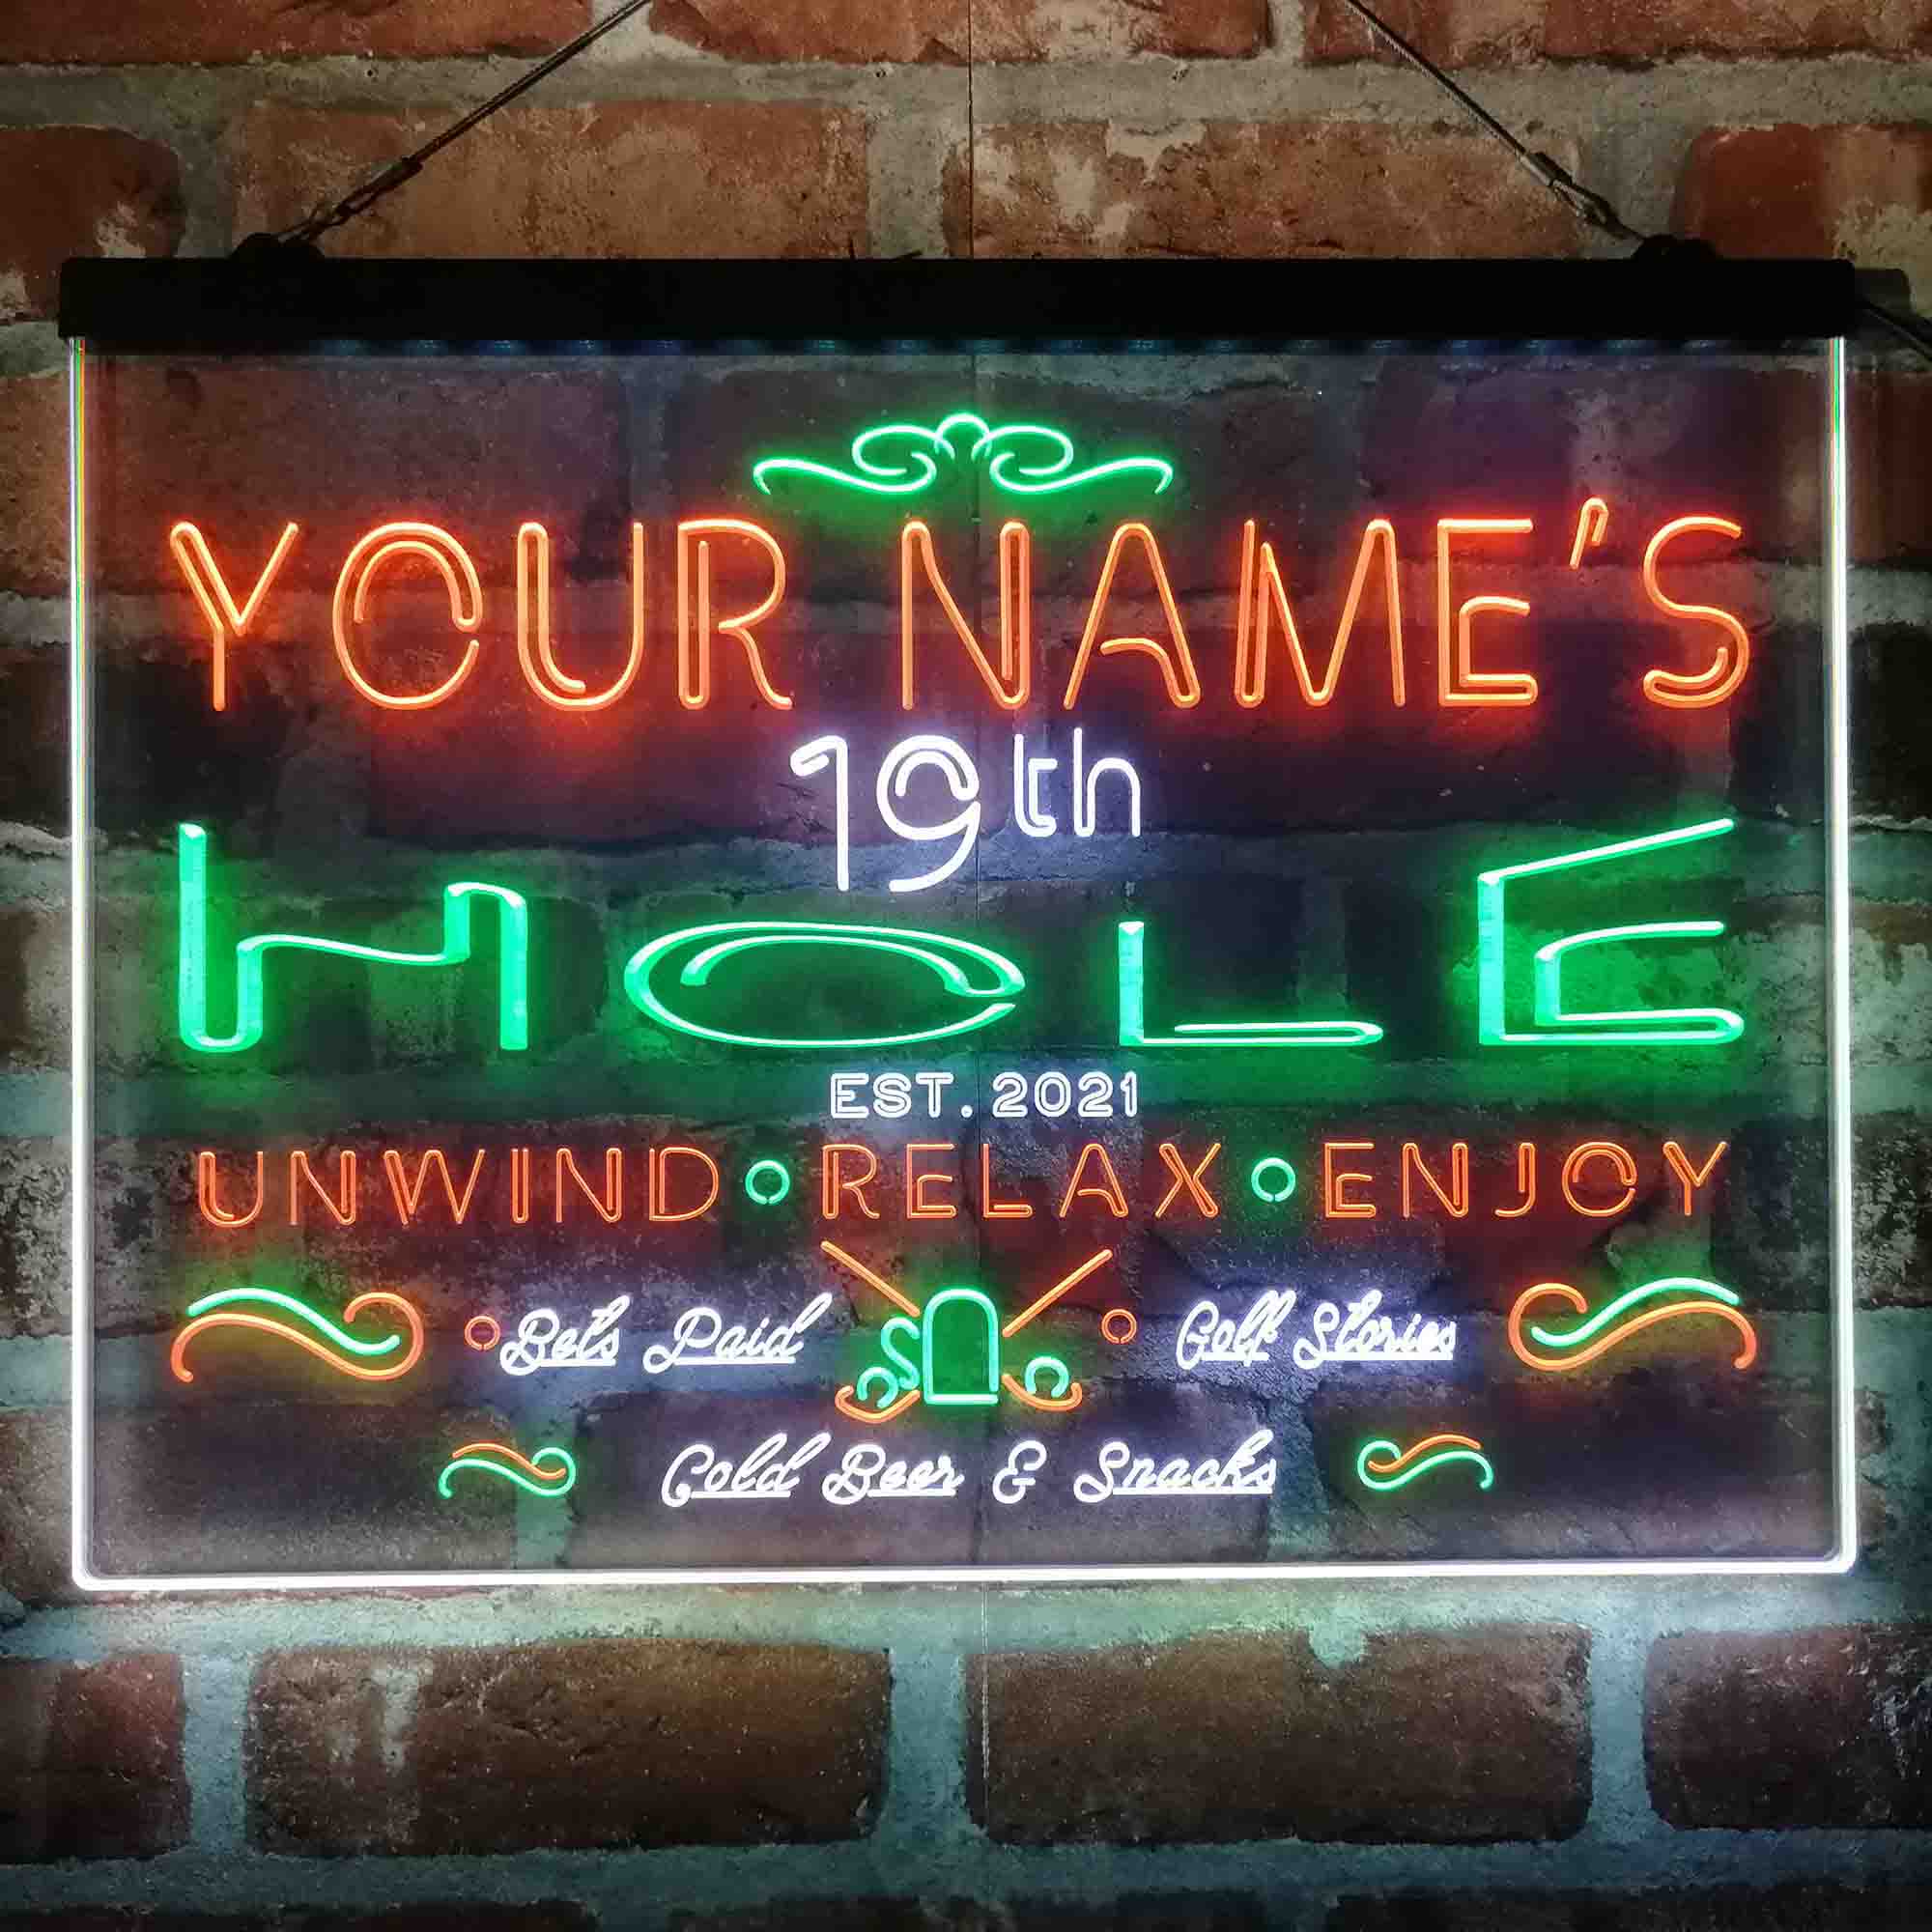 YOUR NAME'S
19th
HOLE
EST. 2021
UNWIND • RELAX • ENJOY
Bets Paid Golf Stories
Cold Beer & Snacks